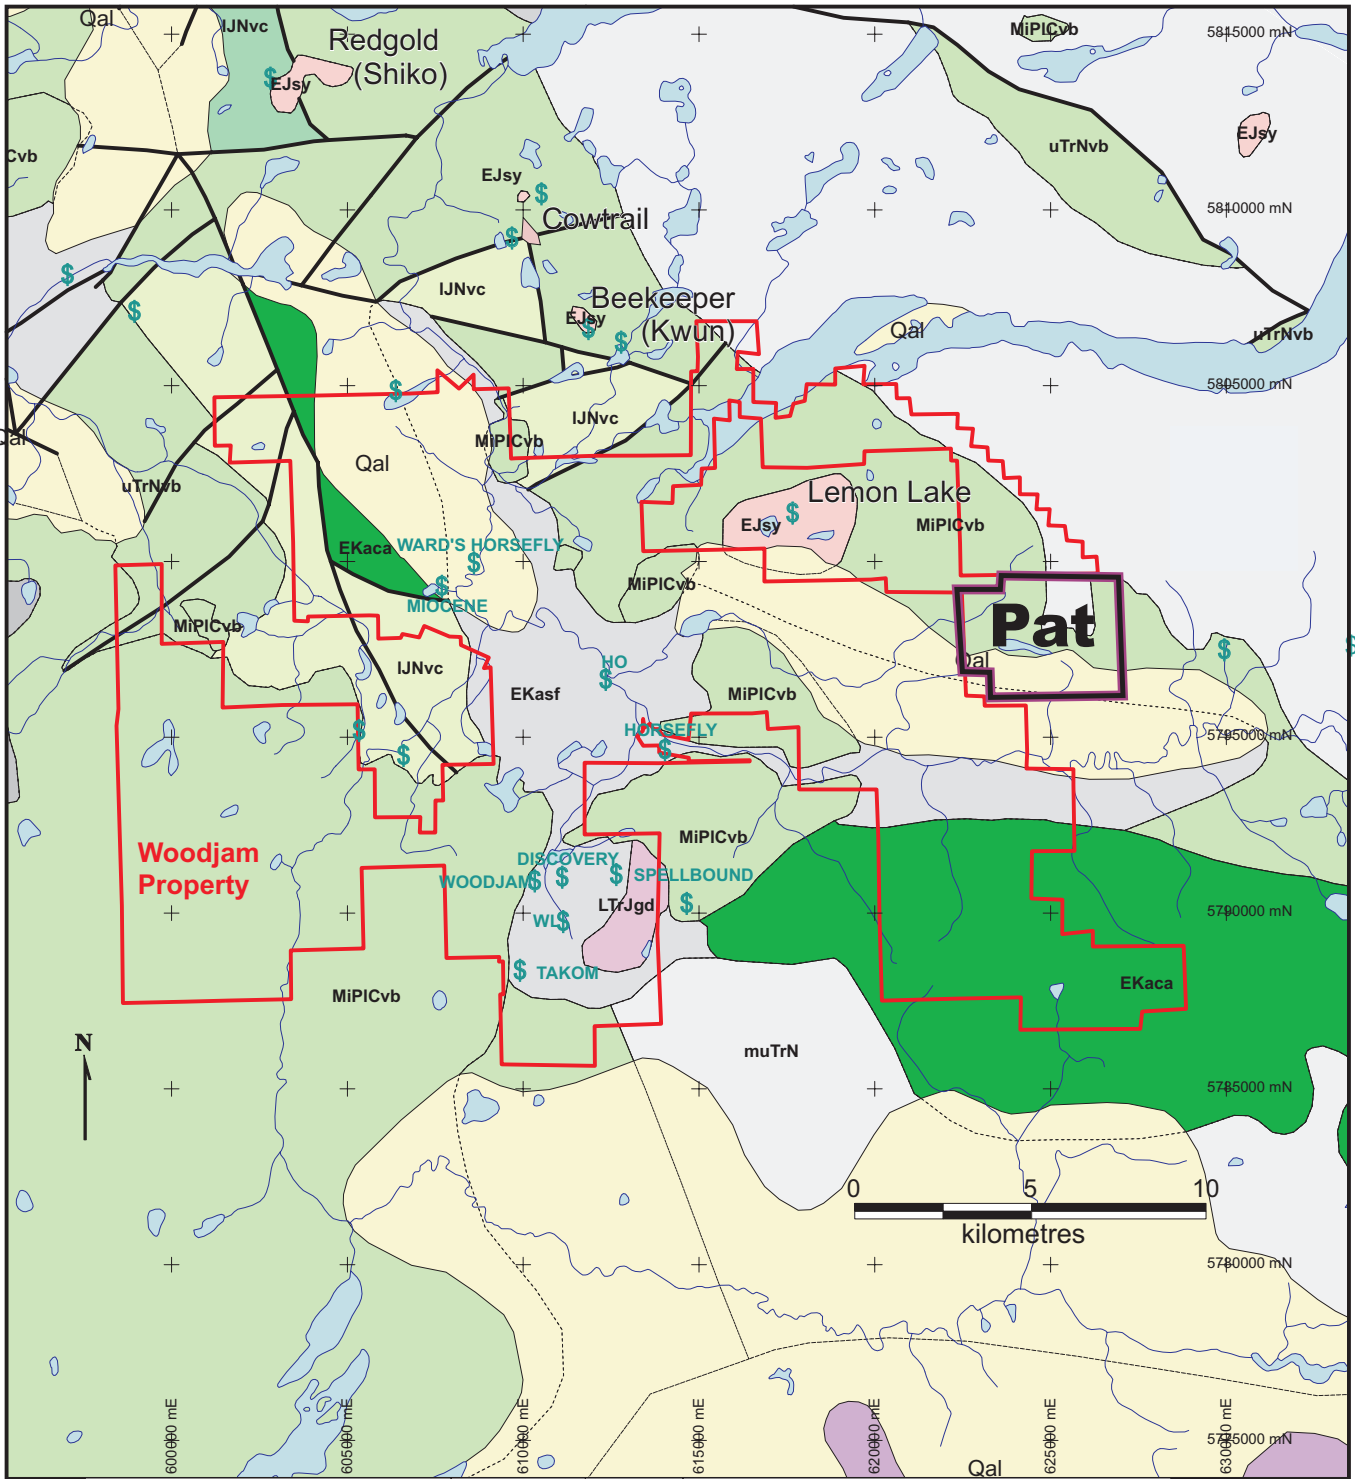 Qal
IJNvc
MiPlCvb
5815000 mN
Redgold
(Shiko)
EJsy
EJsy
uTrNvb
Cvb
EJsy
5810000 mN
Cowtrail
IJNvc
Beekeeper
(Kwun)
EJsy
Qal
uTrNvb
5805000 mN
IJNvc
MiPlCvb
Qal
Qal
uTrNvb
Lemon Lake
EJsy
MiPlCvb
EKaca
WARD'S HORSEFLY
MiPlCvb
MIOCENE
MiPlCvb
Pat
Qal
HO
IJNvc
EKasf
MiPlCvb
HORSEFLY
5795000 mN
MiPlCvb
Woodjam
Property
DISCOVERY
WOODJAM
SPELLBOUND
LTrJgd
WL
5790000 mN
TAKOM
MiPlCvb
EKaca
N
muTrN
5785000 mN
0 5 10
kilometres
5780000 mN
600000 mE
605000 mE
610000 mE
615000 mE
620000 mE
625000 mE
630000 mE
5775000 mN
Qal